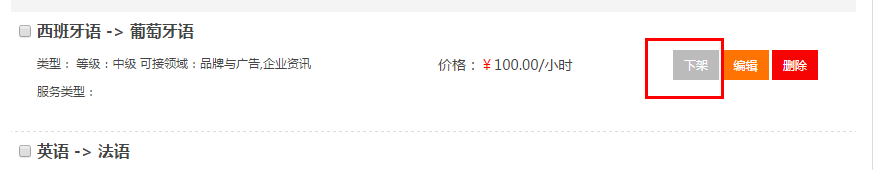 西班牙语 -> 葡萄牙语
类型： 等级：中级 可接领域：品牌与广告,企业资讯
价格：￥100.00/小时
下架 编辑 删除
服务类型：
英语 -> 法语